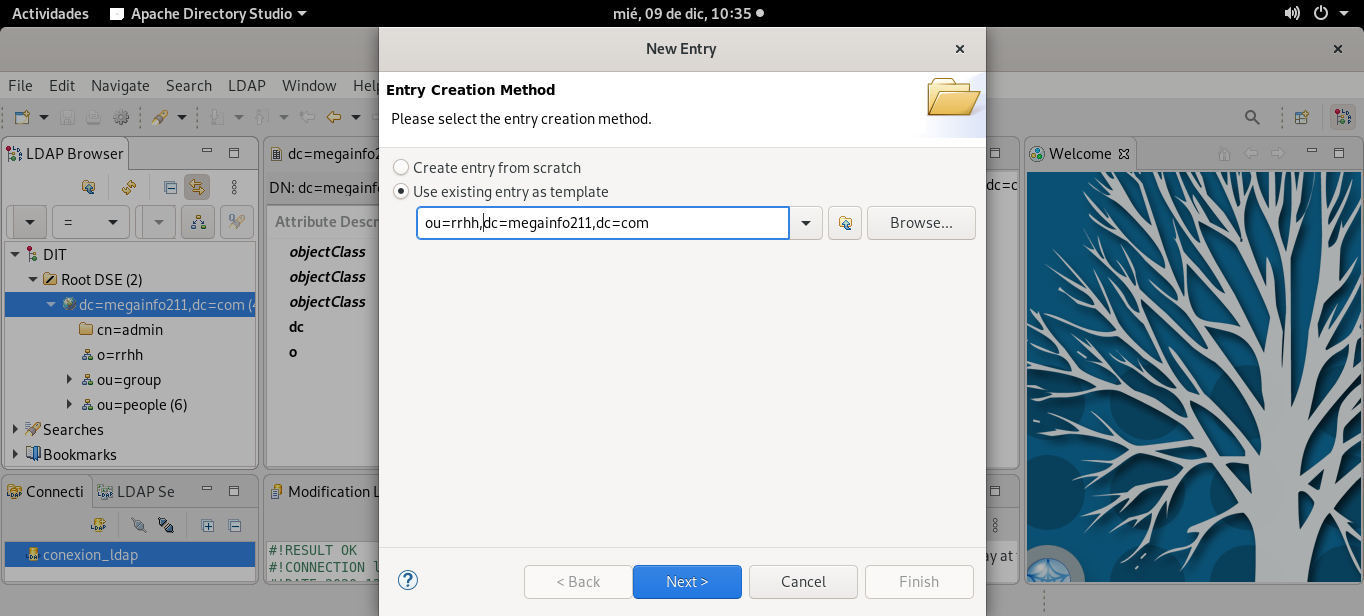 Actividades Apache Directory Studio mié, 09 de dic, 10:35
New Entry
File Edit Navigate Search LDAP Window Help
Entry Creation Method
Please select the entry creation method.
LDAP Browser
=
DIT
Root DSE (2)
dc=megainfo211,dc=com (4
cn=admin
o=rrhh
ou=group
ou=people (6)
Searches
Bookmarks
dc=megainfo2
DN: dc=megainfo
Attribute Descr
objectClass
objectClass
objectClass
dc
o
Create entry from scratch
Use existing entry as template
ou=rrhh,dc=megainfo211,dc=com
Browse...
dc=c
Welcome
Connecti LDAP Se
conexion_ldap
Modification L
#!RESULT OK
#!CONNECTION l
ay at
? < Back Next > Cancel Finish